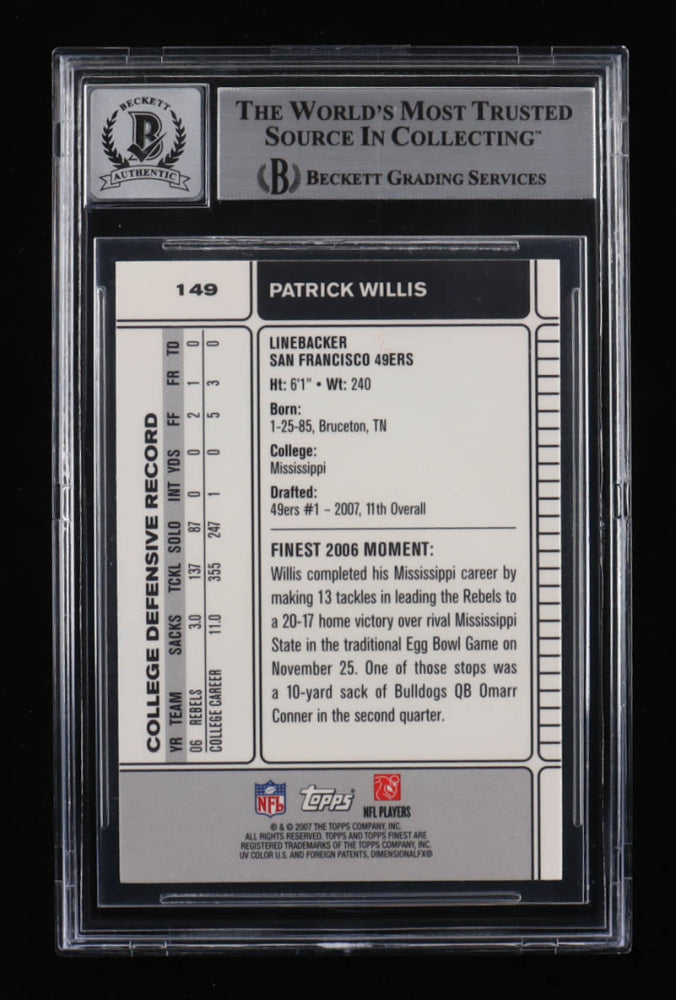 BECKETT
B
AUTHENTIC
THE WORLD'S MOST TRUSTED
SOURCE IN COLLECTING™
B BECKETT GRADING SERVICES
149
PATRICK WILLIS
LINEBACKER
SAN FRANCISCO 49ERS
Ht: 6'1" • Wt: 240
Born:
1-25-85, Bruceton, TN
College:
Mississippi
Drafted:
49ers #1 – 2007, 11th Overall
FINEST 2006 MOMENT:
Willis completed his Mississippi career by
making 13 tackles in leading the Rebels to
a 20-17 home victory over rival Mississippi
State in the traditional Egg Bowl Game on
November 25. One of those stops was
a 10-yard sack of Bulldogs QB Omarr
Conner in the second quarter.
COLLEGE DEFENSIVE RECORD
YR TEAM SACKS TCKL SOLO INT YDS FF FR TD
06 REBELS 3.0 137 87 0 0 2 1 0
COLLEGE CAREER 11.0 355 247 1 0 5 3 0
NFL
Topps
NFL PLAYERS
® & © 2007 THE TOPPS COMPANY, INC.
ALL RIGHTS RESERVED. TOPPS AND TOPPS FINEST ARE
REGISTERED TRADEMARKS OF THE TOPPS COMPANY, INC.
UV COLOR U.S. AND FOREIGN PATENTS, DIMENSIONALFX®